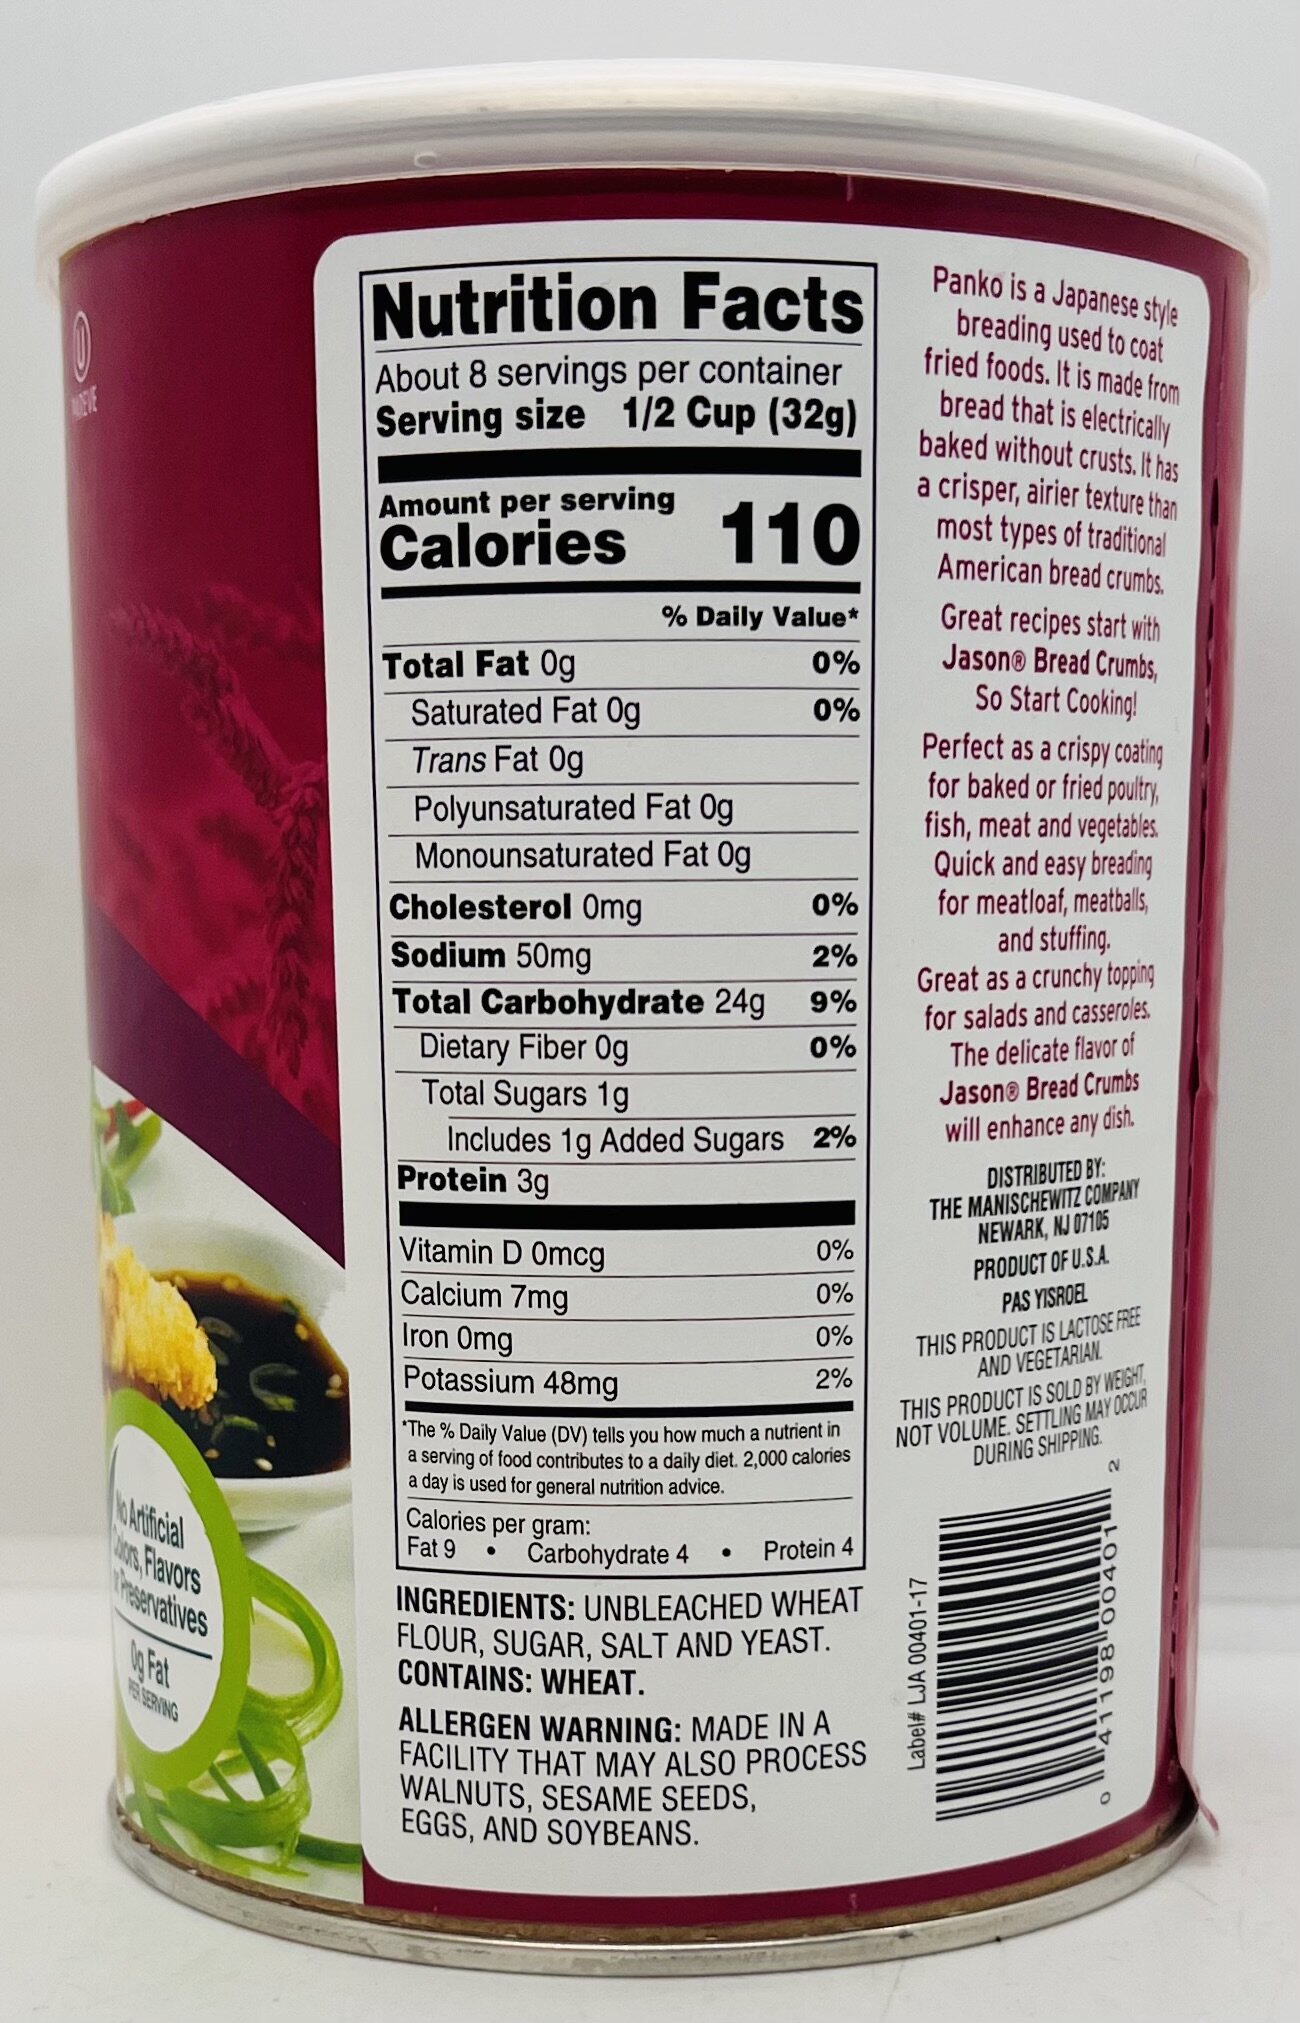 Nutrition Facts
About 8 servings per container
Serving size 1/2 Cup (32g)
Amount per serving
Calories 110
% Daily Value*
Total Fat 0g 0%
Saturated Fat 0g 0%
Trans Fat 0g
Polyunsaturated Fat 0g
Monounsaturated Fat 0g
Cholesterol 0mg 0%
Sodium 50mg 2%
Total Carbohydrate 24g 9%
Dietary Fiber 0g 0%
Total Sugars 1g
Includes 1g Added Sugars 2%
Protein 3g
Vitamin D 0mcg 0%
Calcium 7mg 0%
Iron 0mg 0%
Potassium 48mg 2%
*The % Daily Value (DV) tells you how much a nutrient in
a serving of food contributes to a daily diet. 2,000 calories
a day is used for general nutrition advice.
Calories per gram:
Fat 9 • Carbohydrate 4 • Protein 4
INGREDIENTS: UNBLEACHED WHEAT
FLOUR, SUGAR, SALT AND YEAST.
CONTAINS: WHEAT.
ALLERGEN WARNING: MADE IN A
FACILITY THAT MAY ALSO PROCESS
WALNUTS, SESAME SEEDS,
EGGS, AND SOYBEANS.
Panko is a Japanese style
breading used to coat
fried foods. It is made from
bread that is electrically
baked without crusts. It has
a crisper, airier texture than
most types of traditional
American bread crumbs.
Great recipes start with
Jason® Bread Crumbs,
So Start Cooking!
Perfect as a crispy coating
for baked or fried poultry,
fish, meat and vegetables.
Quick and easy breading
for meatloaf, meatballs,
and stuffing.
Great as a crunchy topping
for salads and casseroles.
The delicate flavor of
Jason® Bread Crumbs
will enhance any dish.
DISTRIBUTED BY:
THE MANISCHEWITZ COMPANY
NEWARK, NJ 07105
PRODUCT OF U.S.A.
PAS YISROEL
THIS PRODUCT IS LACTOSE FREE
AND VEGETARIAN.
THIS PRODUCT IS SOLD BY WEIGHT,
NOT VOLUME. SETTLING MAY OCCUR
DURING SHIPPING.
Label# LJA 00401-17
0 41198 00401 2
U
No Artificial
Colors, Flavors
or Preservatives
0g Fat
PER SERVING